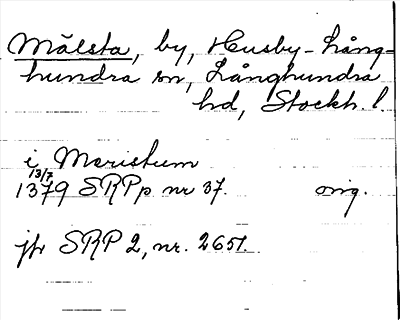 Målsta, by, Husby-Lång-
hundra sn, Långhundra
hd, Stockh. l.
i Meristum
13/7
1379 SRPp nr 37. orig.
jfr SRP 2, nr. 2651.